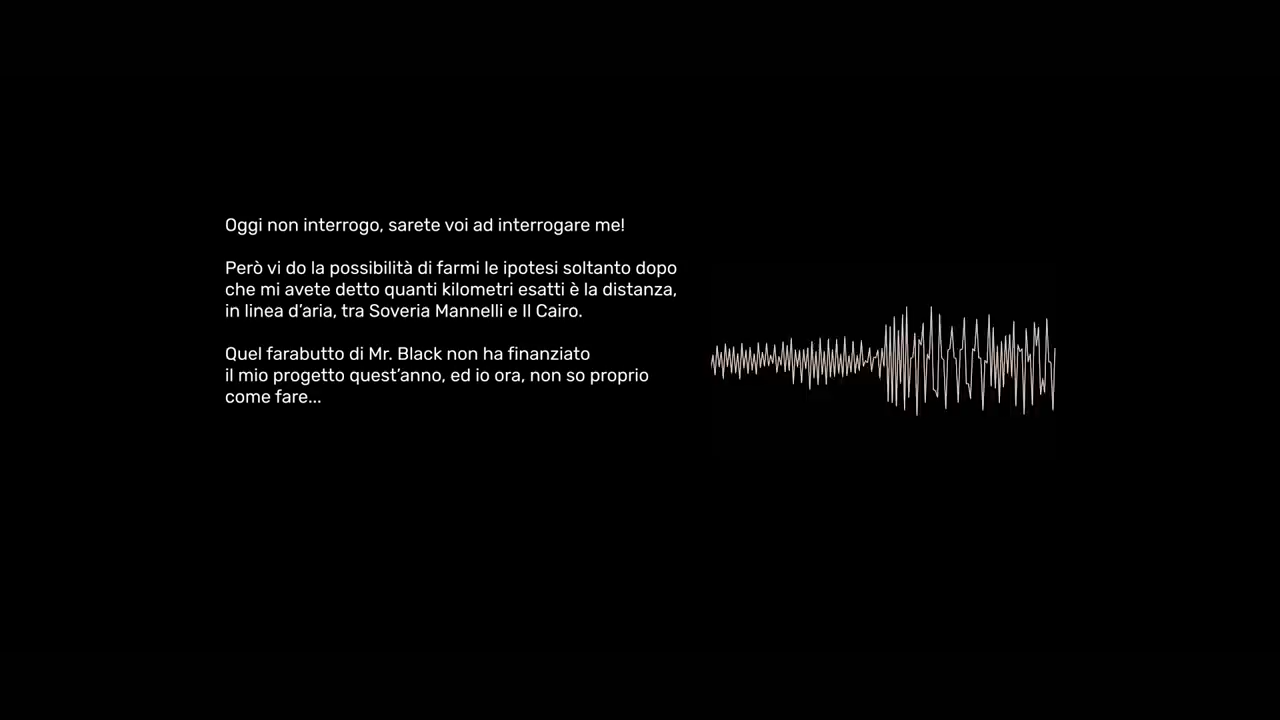 Oggi non interrogo, sarete voi ad interrogare me!
Però vi do la possibilità di farmi le ipotesi soltanto dopo
che mi avete detto quanti kilometri esatti è la distanza,
in linea d’aria, tra Soveria Mannelli e Il Cairo.
Quel farabutto di Mr. Black non ha finanziato
il mio progetto quest’anno, ed io ora, non so proprio
come fare...